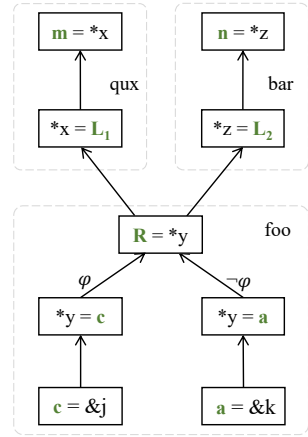 m = *x
n = *z
qux
bar
*x = L₁
*z = L₂
R = *y
foo
φ
¬φ
*y = c
*y = a
c = &j
a = &k